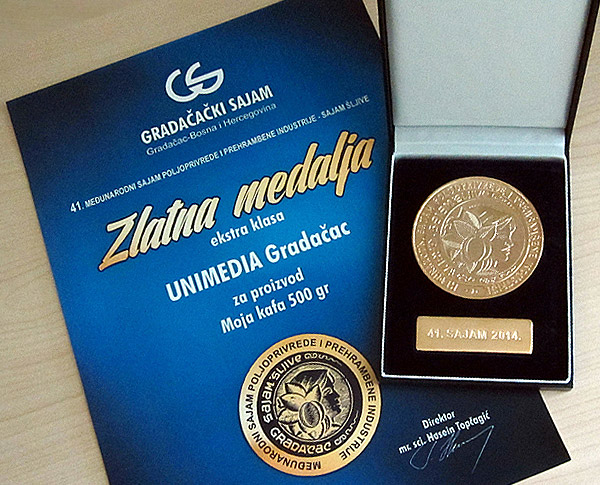 GS
GRADAČAČKI SAJAM
Gradačac-Bosna i Hercegovina
41. MEĐUNARODNI SAJAM POLJOPRIVREDE I PREHRAMBENE INDUSTRIJE - SAJAM ŠLJIVE
Zlatna medalja
ekstra klasa
UNIMEDIA Gradačac
za proizvod
Moja kafa 500 gr
MEĐUNARODNI SAJAM POLJOPRIVREDE I PREHRAMBENE INDUSTRIJE
sajam šljive
GRADAČAC
Direktor
mr. sci. Husein Topčagić
41. SAJAM 2014.